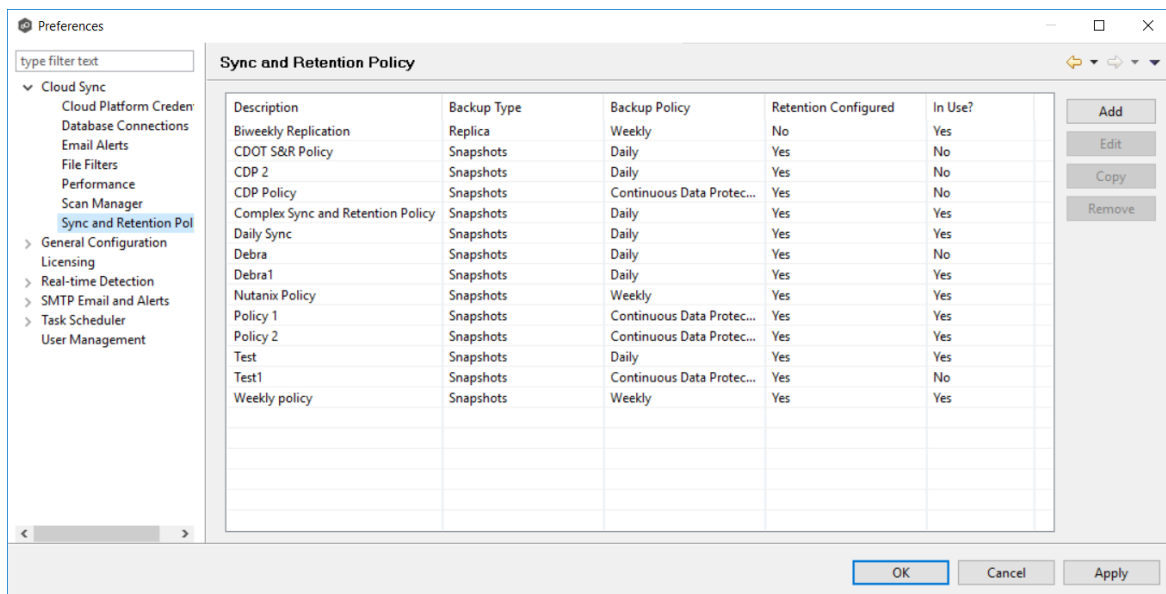 Preferences
type filter text
Cloud Sync
Cloud Platform Creden
Database Connections
Email Alerts
File Filters
Performance
Scan Manager
Sync and Retention Pol
General Configuration
Licensing
Real-time Detection
SMTP Email and Alerts
Task Scheduler
User Management
Sync and Retention Policy
Description Backup Type Backup Policy Retention Configured In Use?
Biweekly Replication Replica Weekly No Yes
CDOT S&R Policy Snapshots Daily Yes No
CDP 2 Snapshots Daily Yes No
CDP Policy Snapshots Continuous Data Protec... Yes No
Complex Sync and Retention Policy Snapshots Daily Yes Yes
Daily Sync Snapshots Daily Yes Yes
Debra Snapshots Daily Yes No
Debra1 Snapshots Daily Yes Yes
Nutanix Policy Snapshots Weekly Yes Yes
Policy 1 Snapshots Continuous Data Protec... Yes Yes
Policy 2 Snapshots Continuous Data Protec... Yes Yes
Test Snapshots Daily Yes Yes
Test1 Snapshots Continuous Data Protec... Yes No
Weekly policy Snapshots Weekly Yes Yes
Add
Edit
Copy
Remove
OK Cancel Apply